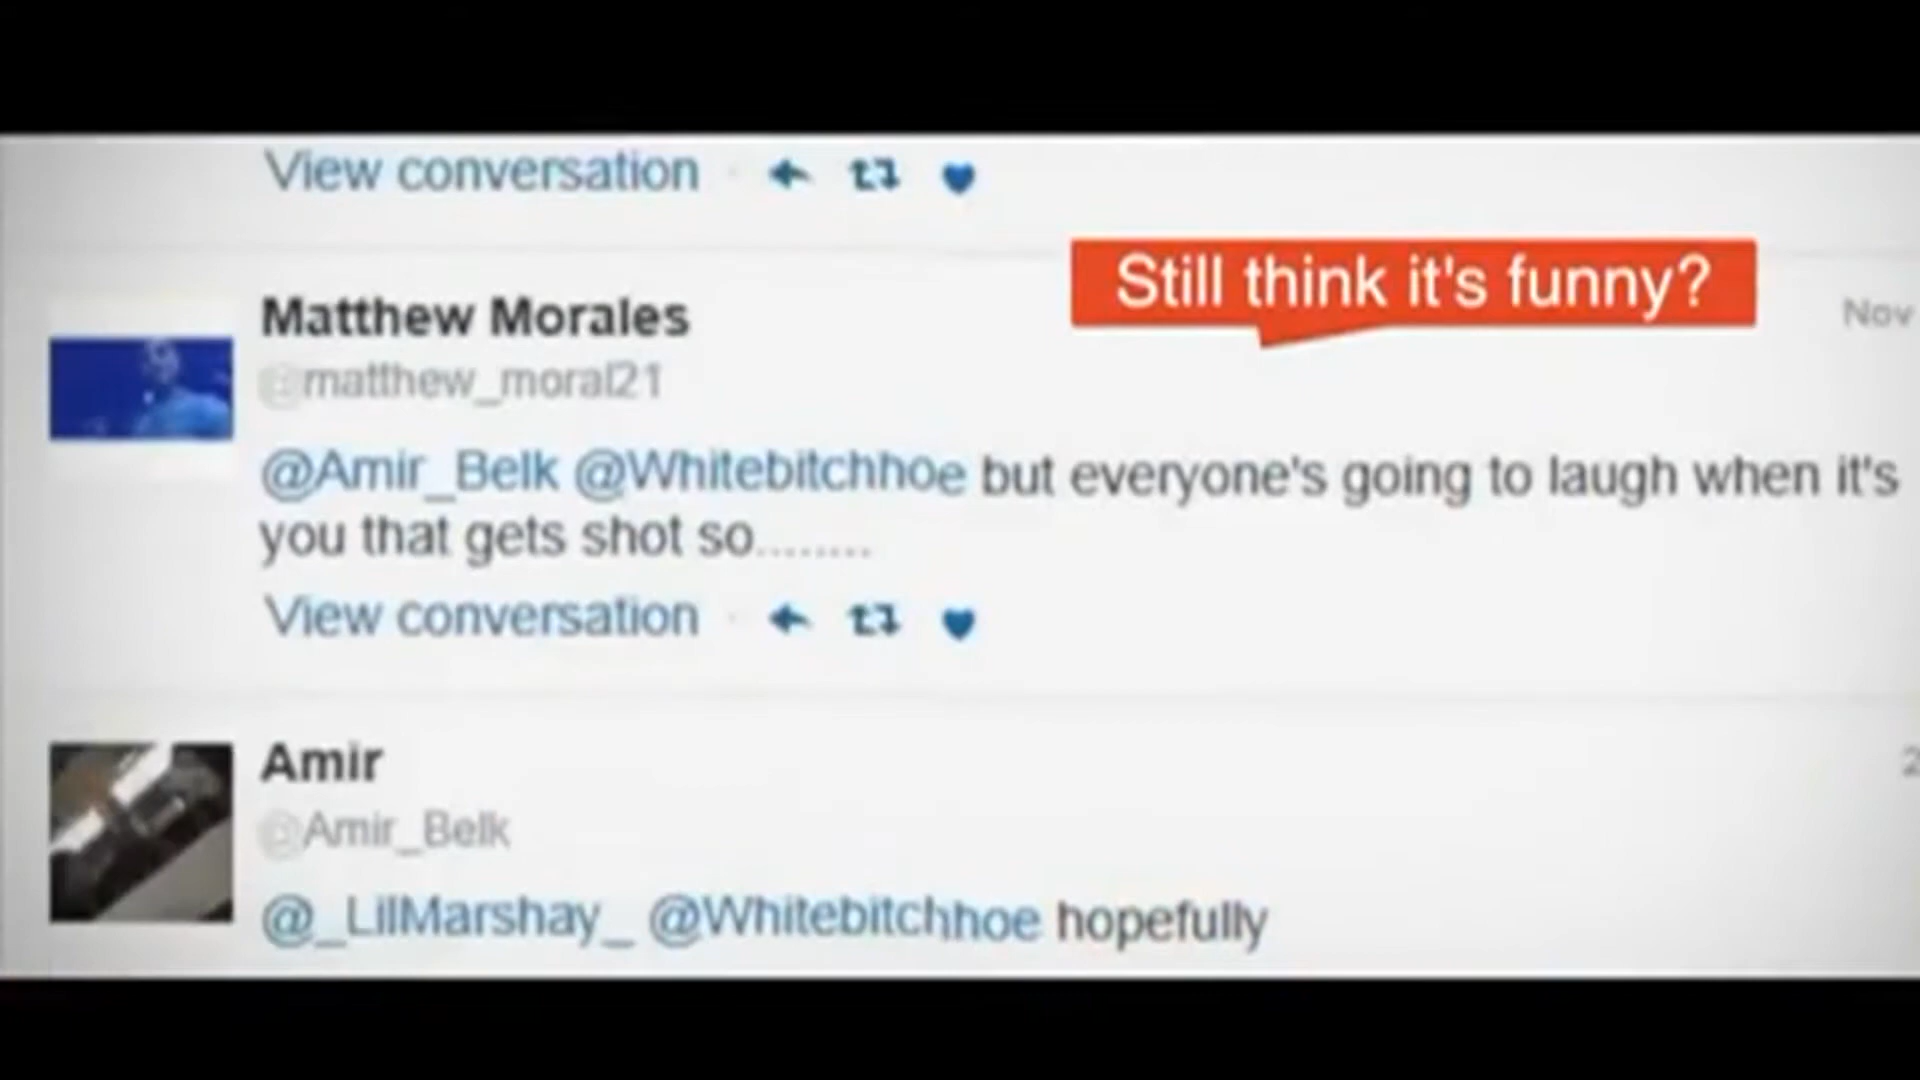 View conversation
Still think it's funny?
Matthew Morales
Nov
@matthew_moral21
@Amir_Belk @Whitebitchhoe but everyone's going to laugh when it's
you that gets shot so........
View conversation
Amir
2
@Amir_Belk
@_LilMarshay_ @Whitebitchhoe hopefully